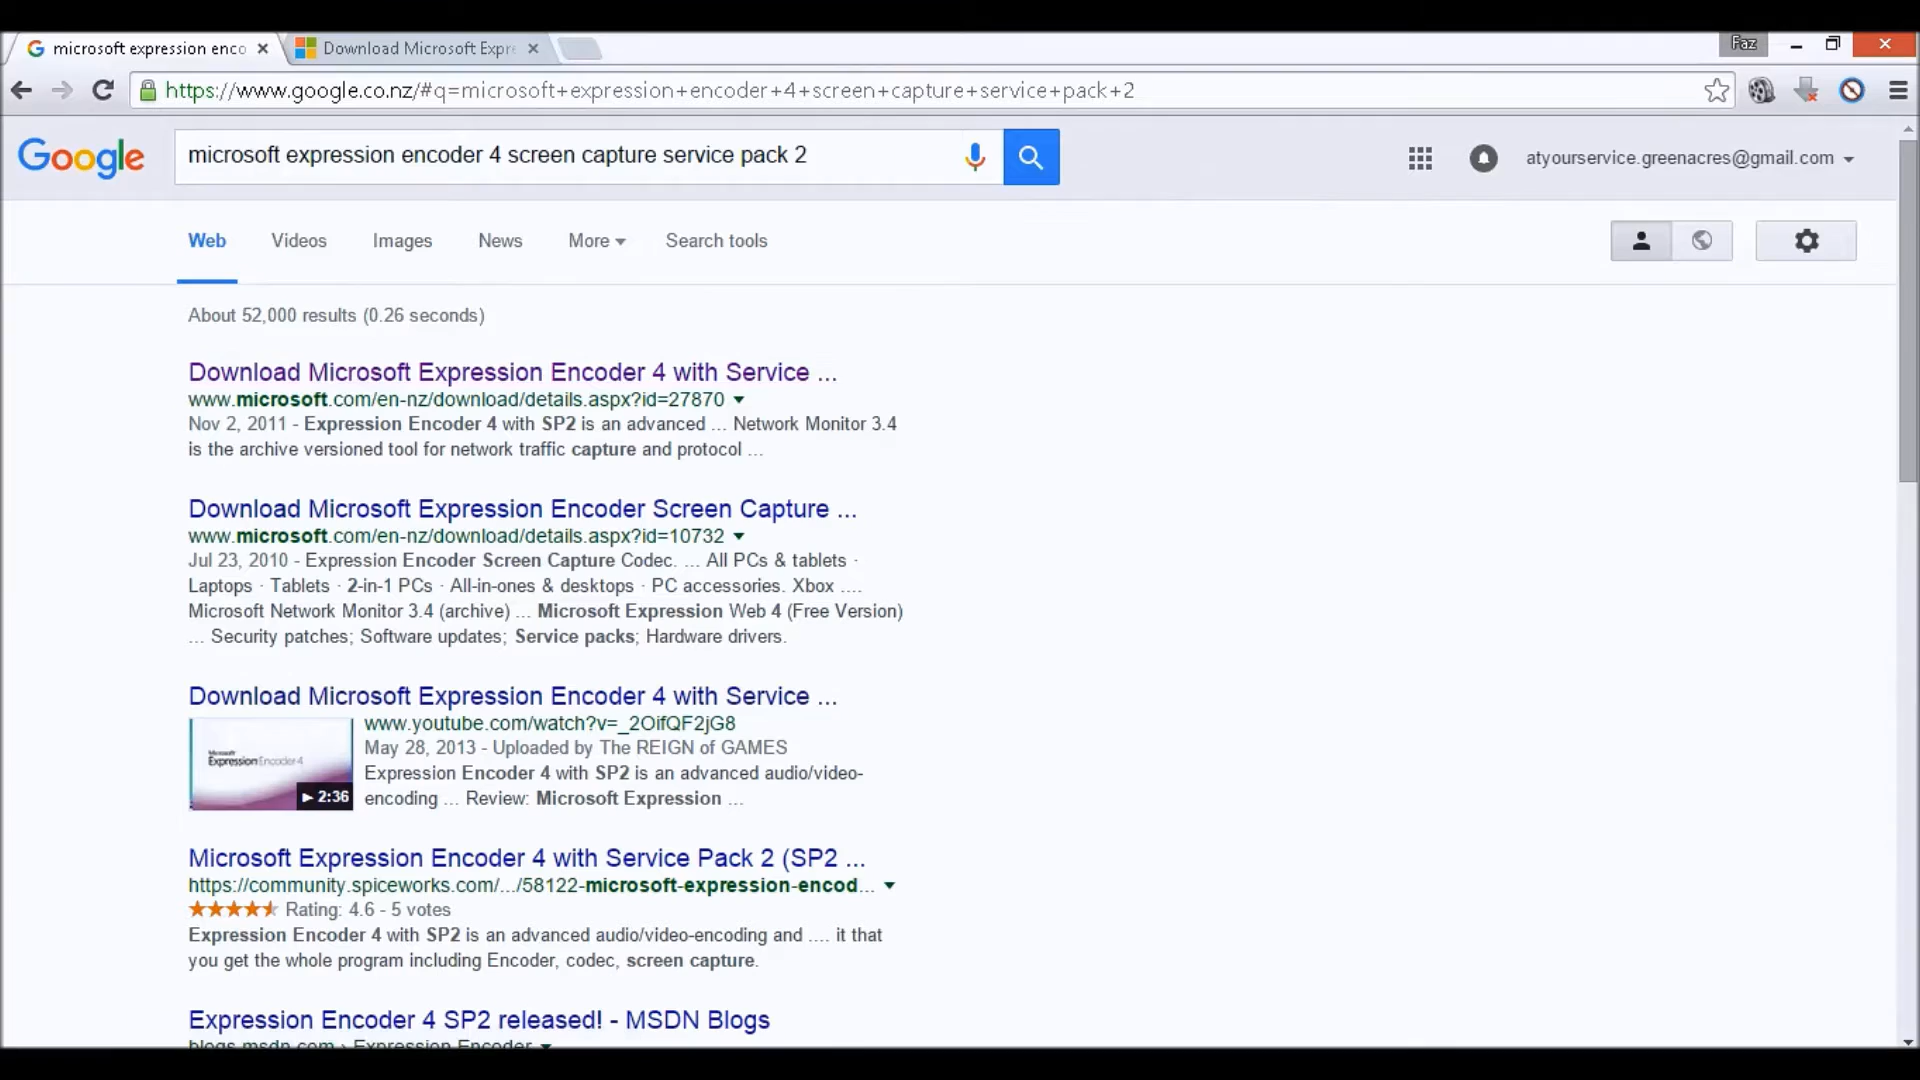 microsoft expression enco
Download Microsoft Expre
Faz
https://www.google.co.nz/#q=microsoft+expression+encoder+4+screen+capture+service+pack+2
Google
microsoft expression encoder 4 screen capture service pack 2
atyourservice.greenacres@gmail.com
Web Videos Images News More Search tools
About 52,000 results (0.26 seconds)
Download Microsoft Expression Encoder 4 with Service ...
www.microsoft.com/en-nz/download/details.aspx?id=27870
Nov 2, 2011 - Expression Encoder 4 with SP2 is an advanced ... Network Monitor 3.4
is the archive versioned tool for network traffic capture and protocol ...
Download Microsoft Expression Encoder Screen Capture ...
www.microsoft.com/en-nz/download/details.aspx?id=10732
Jul 23, 2010 - Expression Encoder Screen Capture Codec. ... All PCs & tablets ·
Laptops · Tablets · 2-in-1 PCs · All-in-ones & desktops · PC accessories. Xbox ....
Microsoft Network Monitor 3.4 (archive) ... Microsoft Expression Web 4 (Free Version)
... Security patches; Software updates; Service packs; Hardware drivers.
Download Microsoft Expression Encoder 4 with Service ...
Microsoft
Expression Encoder 4
2:36
www.youtube.com/watch?v=_2OifQF2jG8
May 28, 2013 - Uploaded by The REIGN of GAMES
Expression Encoder 4 with SP2 is an advanced audio/video-
encoding ... Review: Microsoft Expression ...
Microsoft Expression Encoder 4 with Service Pack 2 (SP2 ...
https://community.spiceworks.com/.../58122-microsoft-expression-encod...
Rating: 4.6 - 5 votes
Expression Encoder 4 with SP2 is an advanced audio/video-encoding and .... it that
you get the whole program including Encoder, codec, screen capture.
Expression Encoder 4 SP2 released! - MSDN Blogs
blogs.msdn.com › Expression Encoder